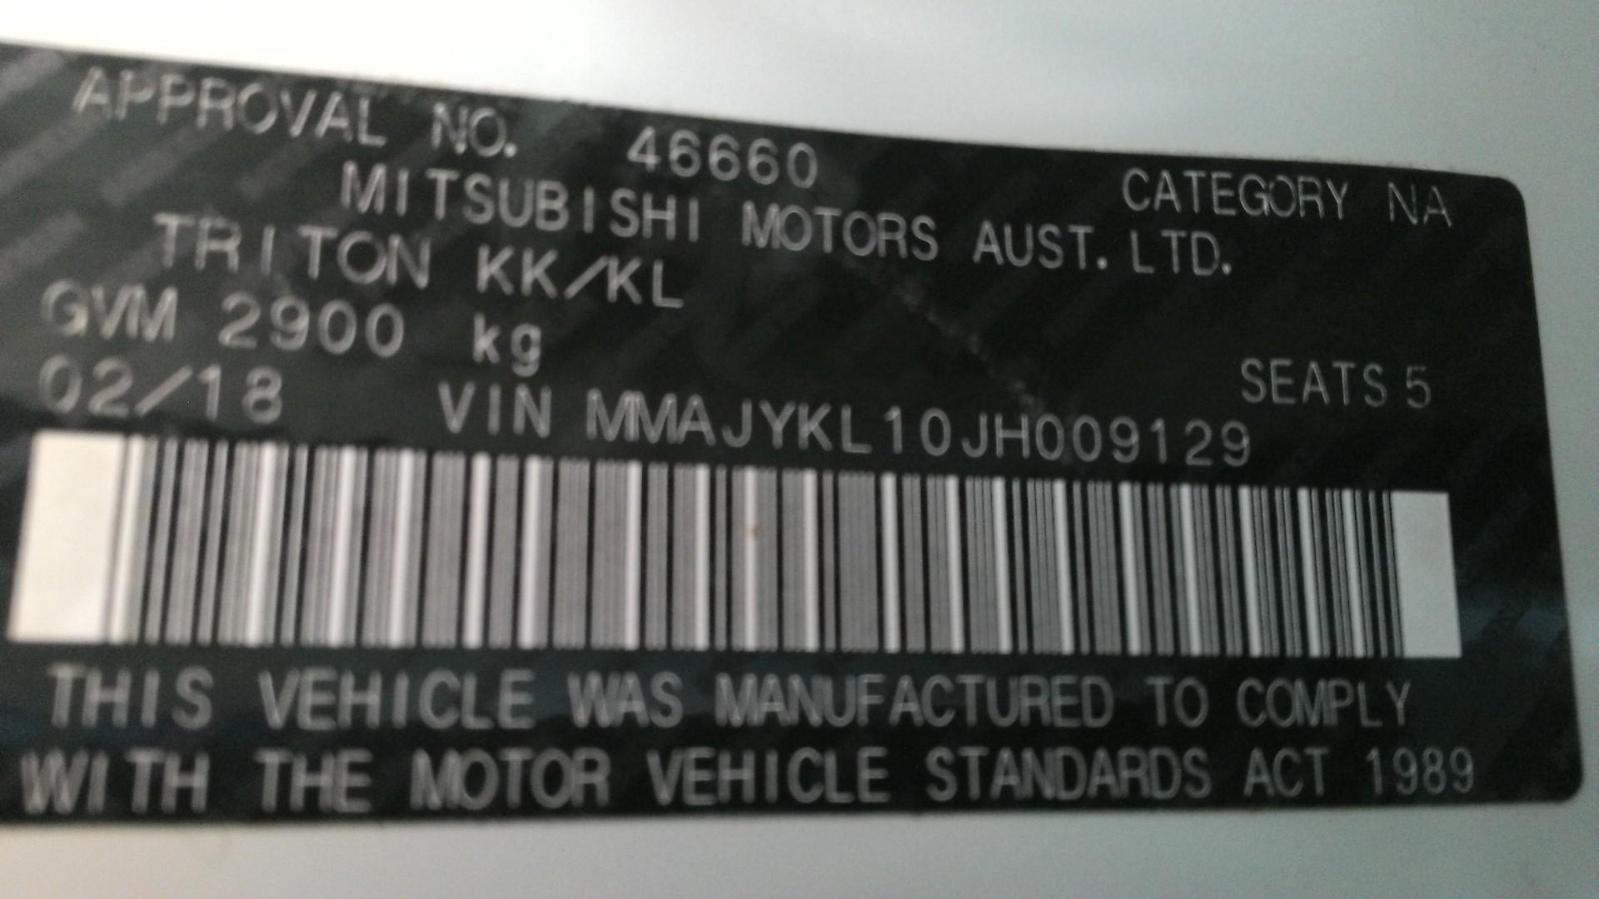 APPROVAL NO. 46660 CATEGORY NA
MITSUBISHI MOTORS AUST. LTD.
TRITON KK/KL
GVM 2900 kg SEATS 5
02/18 VIN MMAJYKL10JH009129
THIS VEHICLE WAS MANUFACTURED TO COMPLY
WITH THE MOTOR VEHICLE STANDARDS ACT 1989